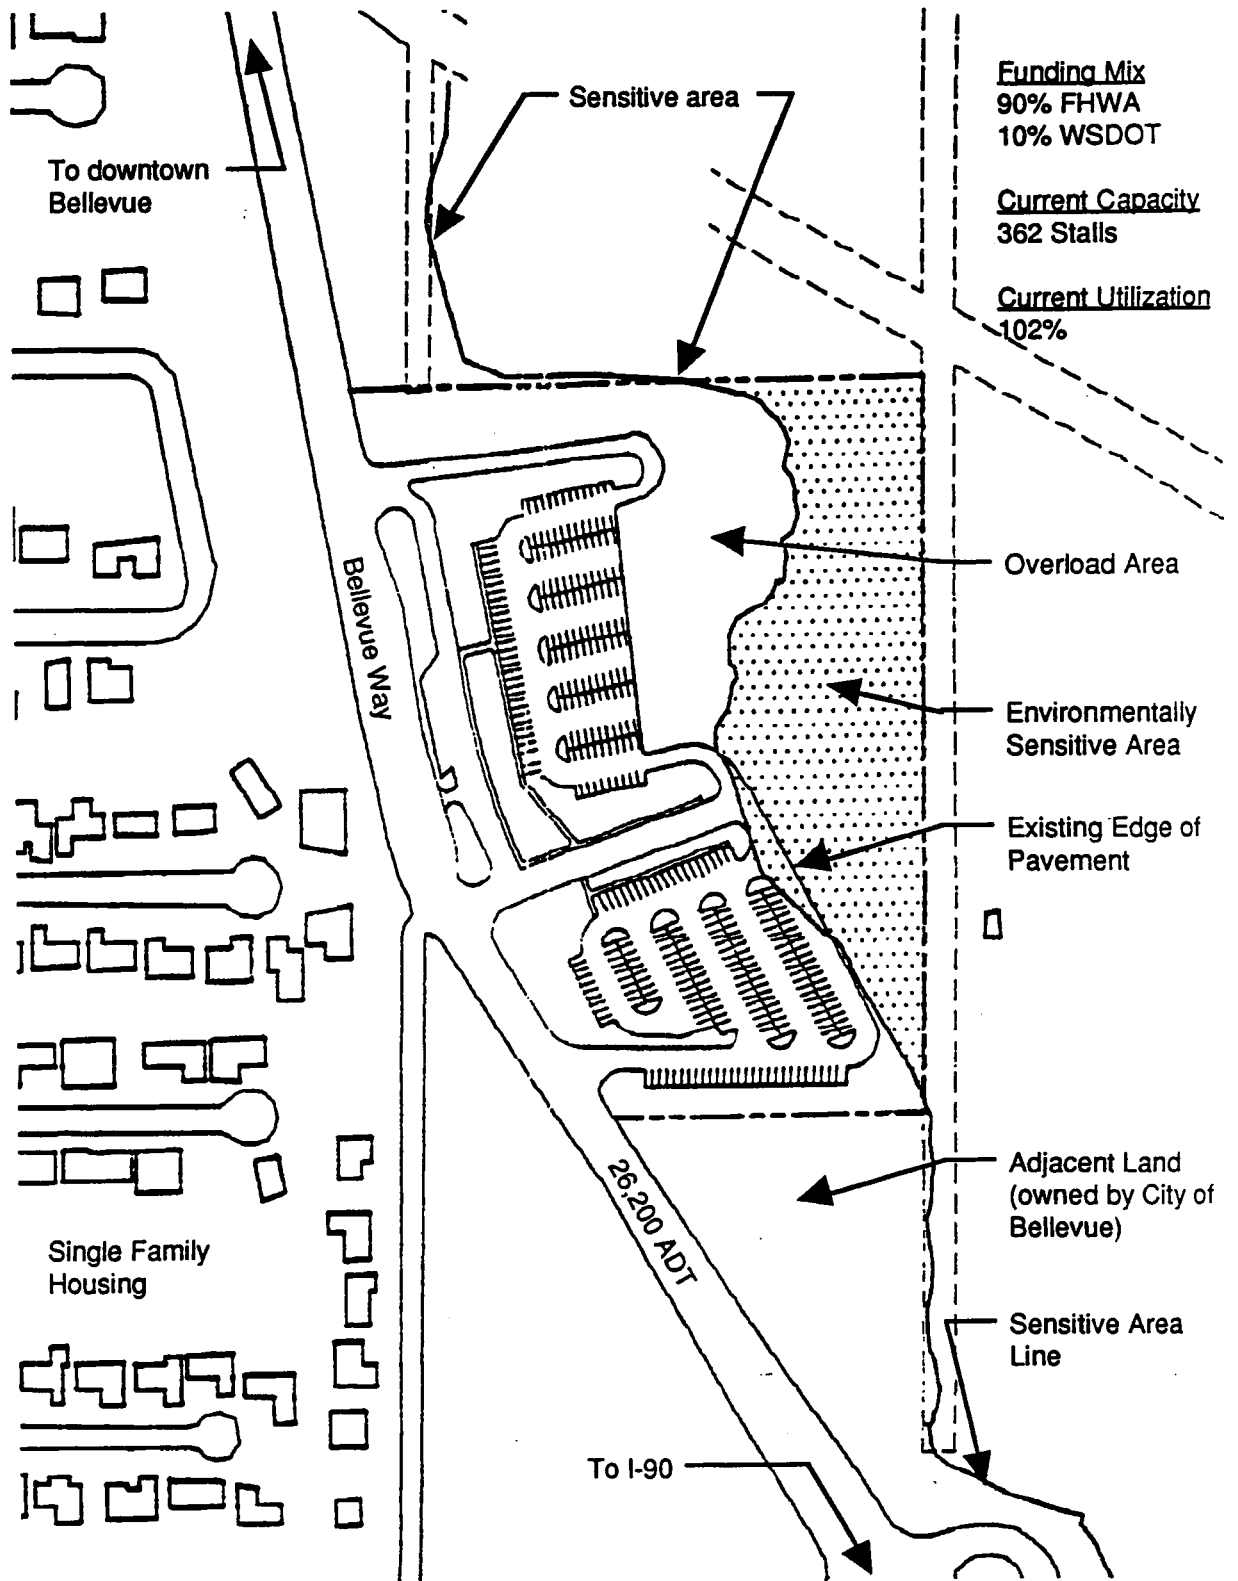 Funding Mix
90% FHWA
10% WSDOT
Current Capacity
362 Stalls
Current Utilization
102%
Sensitive area
To downtown
Bellevue
Overload Area
Bellevue Way
Environmentally
Sensitive Area
Existing Edge of
Pavement
Adjacent Land
(owned by City of
Bellevue)
26,200 ADT
Single Family
Housing
Sensitive Area
Line
To I-90